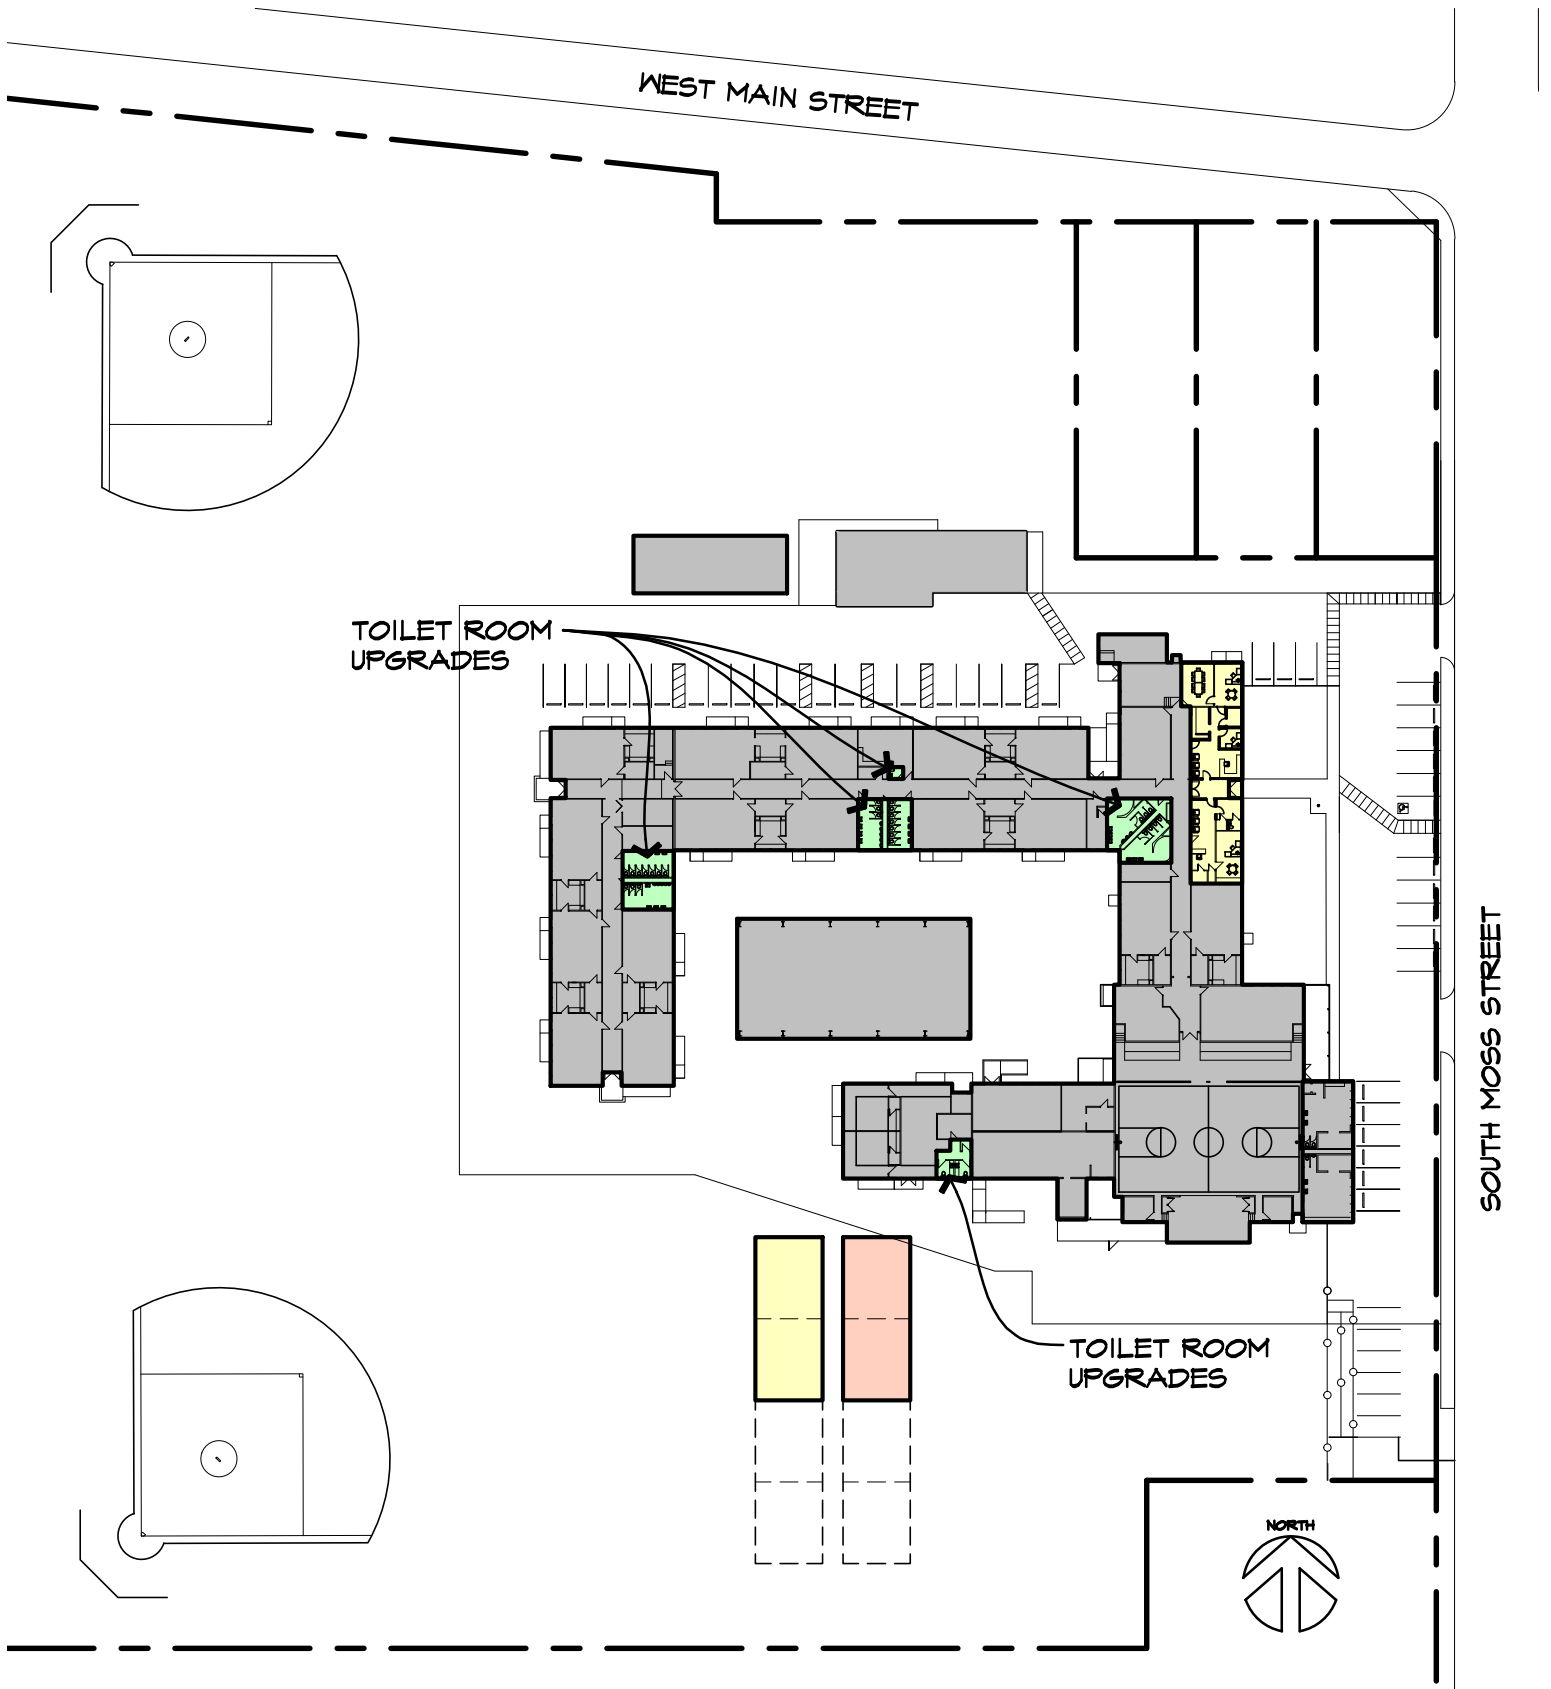 WEST MAIN STREET
TOILET ROOM
UPGRADES
SOUTH MOSS STREET
TOILET ROOM
UPGRADES
NORTH